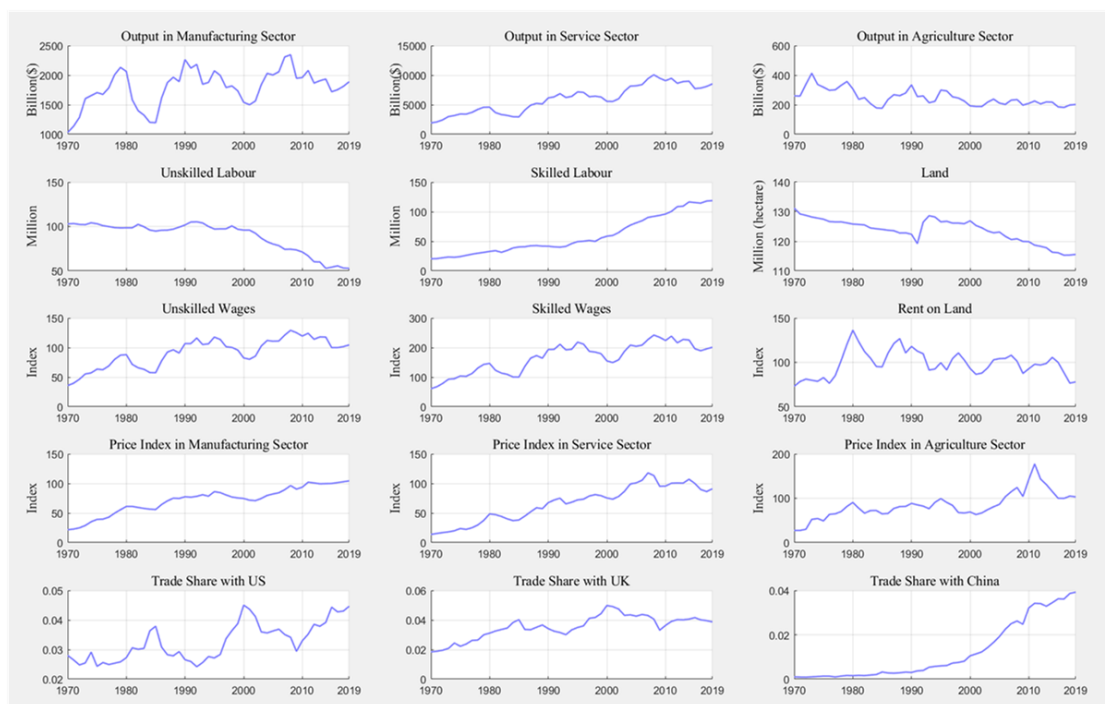 Output in Manufacturing Sector
Billion($)
2500
2000
1500
1000
1970 1980 1990 2000 2010 2019
Output in Service Sector
Billion($)
15000
10000
5000
0
1970 1980 1990 2000 2010 2019
Output in Agriculture Sector
Billion($)
600
400
200
0
1970 1980 1990 2000 2010 2019
Unskilled Labour
Million
150
100
50
1970 1980 1990 2000 2010 2019
Skilled Labour
Million
150
100
50
0
1970 1980 1990 2000 2010 2019
Land
Million (hectare)
140
130
120
110
1970 1980 1990 2000 2010 2019
Unskilled Wages
Index
150
100
50
0
1970 1980 1990 2000 2010 2019
Skilled Wages
Index
300
200
100
0
1970 1980 1990 2000 2010 2019
Rent on Land
Index
150
100
50
1970 1980 1990 2000 2010 2019
Price Index in Manufacturing Sector
Index
150
100
50
0
1970 1980 1990 2000 2010 2019
Price Index in Service Sector
Index
150
100
50
0
1970 1980 1990 2000 2010 2019
Price Index in Agriculture Sector
Index
200
100
0
1970 1980 1990 2000 2010 2019
Trade Share with US
0.05
0.04
0.03
0.02
1970 1980 1990 2000 2010 2019
Trade Share with UK
0.06
0.04
0.02
0
1970 1980 1990 2000 2010 2019
Trade Share with China
0.04
0.02
0
1970 1980 1990 2000 2010 2019